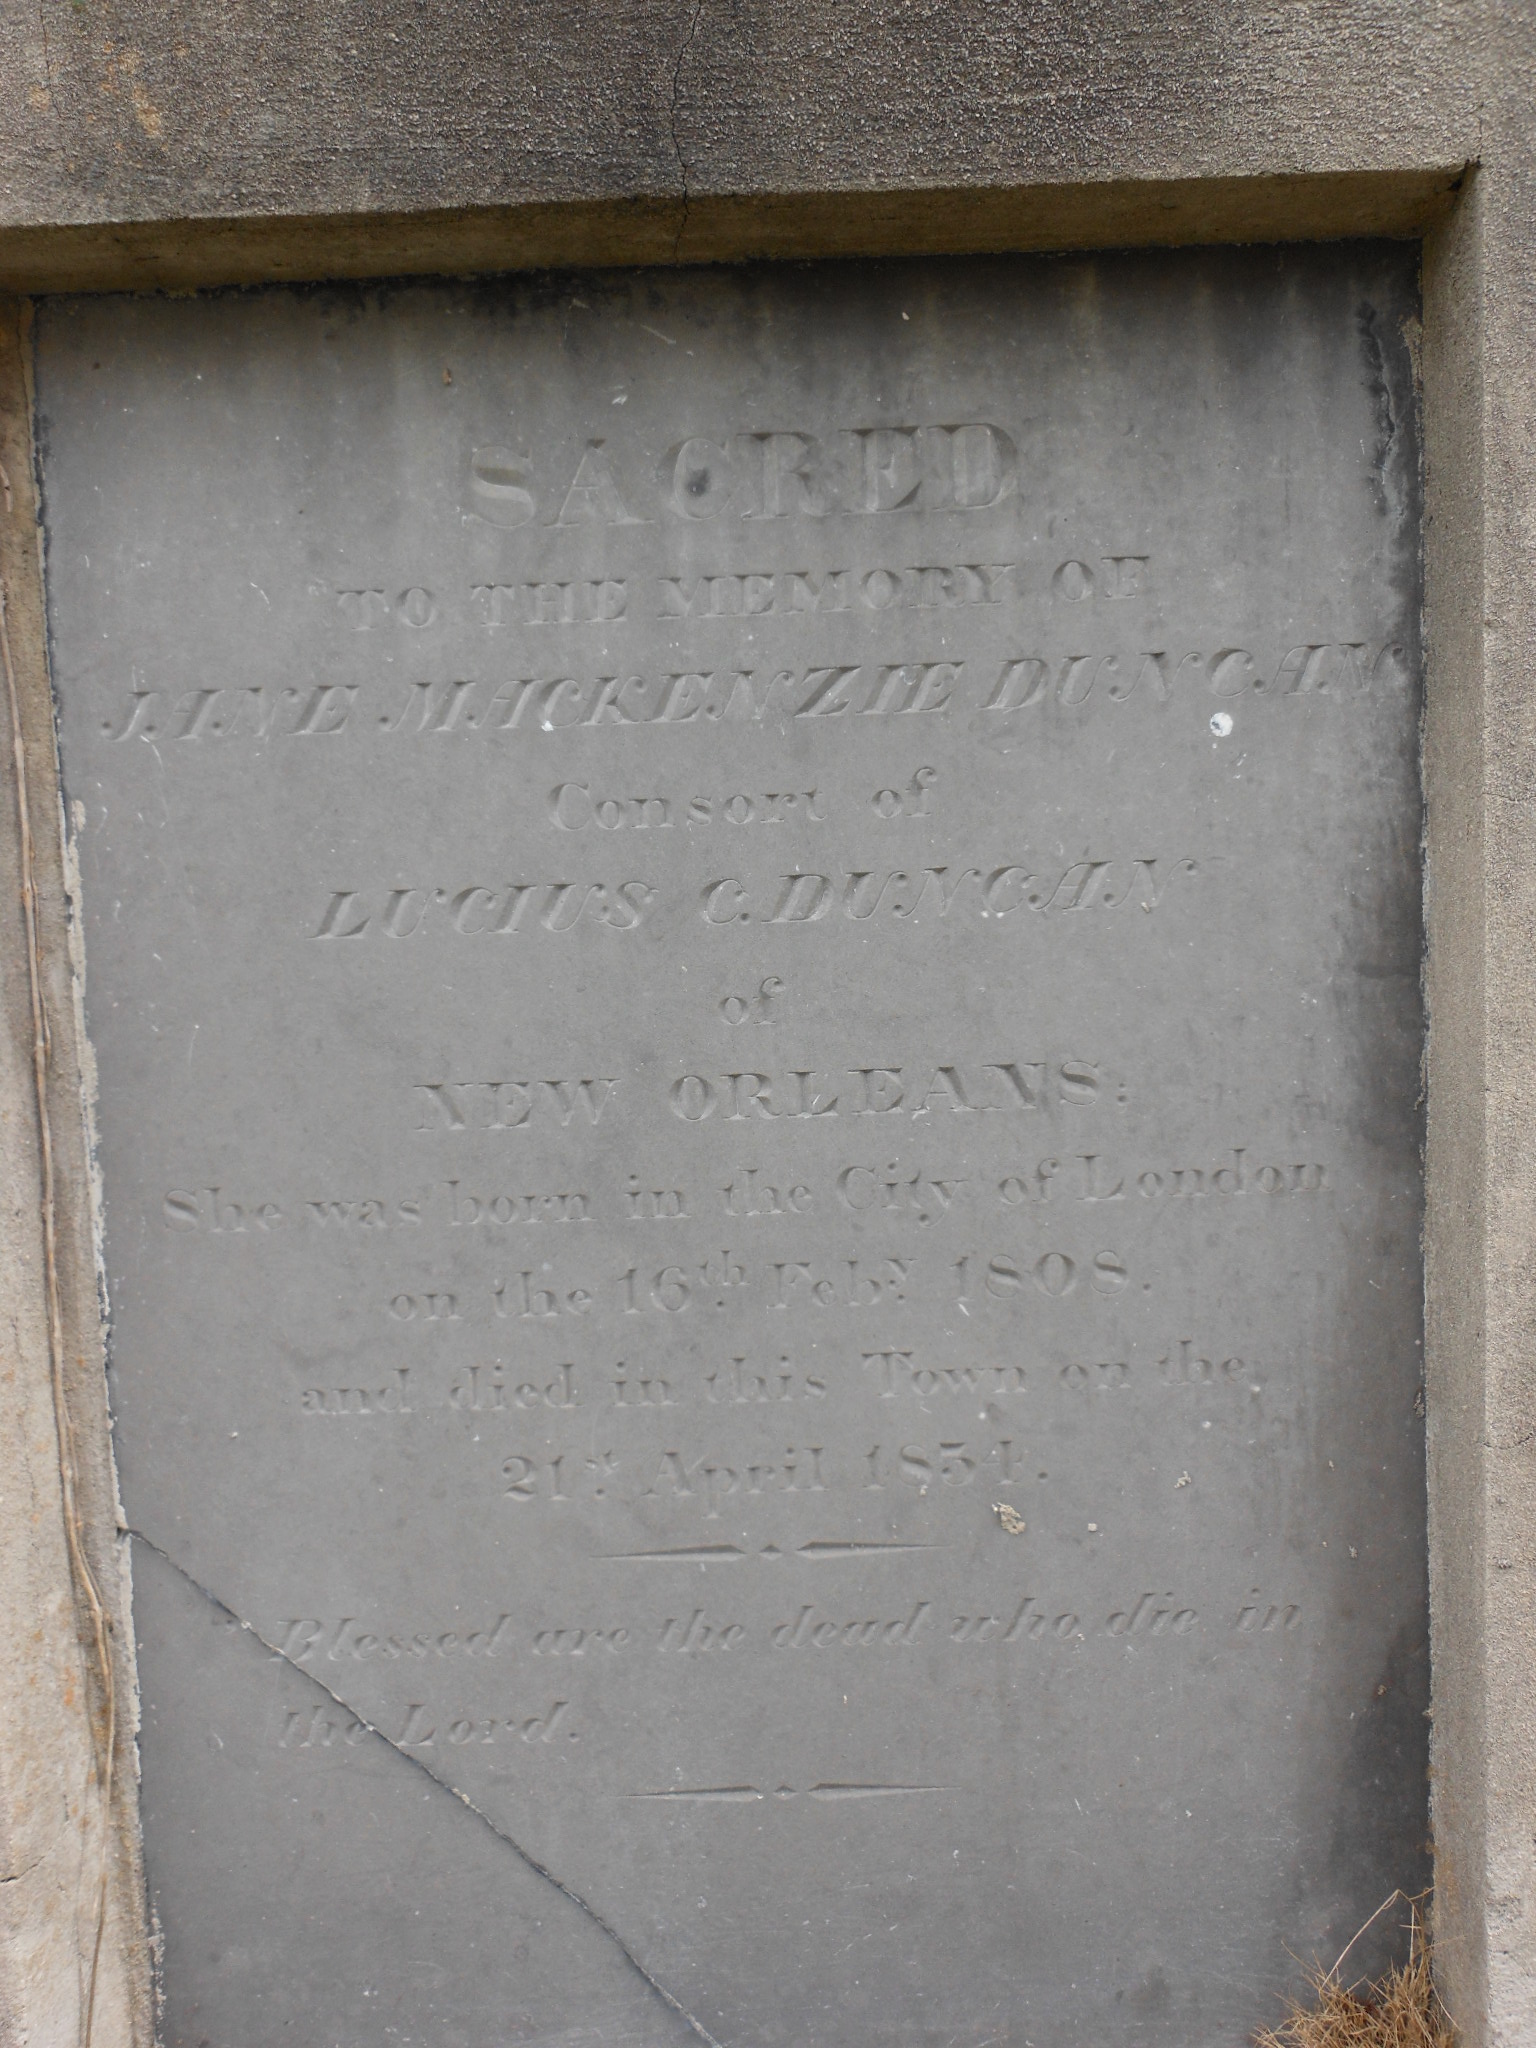 SACRED
TO THE MEMORY OF
JANE MACKENZIE DUNCAN
Consort of
LUCIUS C. DUNCAN
of
NEW ORLEANS:
She was born in the City of London
on the 16th. Feby. 1808.
and died in this Town on the
21st. April 1854.
"Blessed are the dead who die in
the Lord.